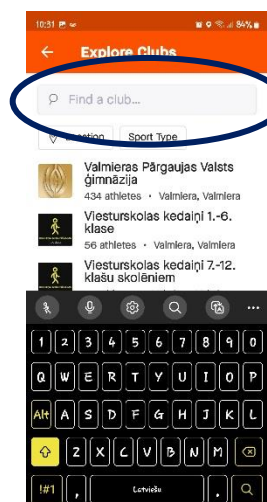 10:31 84%
Explore Clubs
Find a club...
Location Sport Type
Valmieras Pārgaujas Valsts
ģimnāzija
434 athletes • Valmiera, Valmiera
Viesturskolas kedaiņi 1.-6.
klase
56 athletes • Valmiera, Valmiera
Viesturskolas kedaiņi 7.-12.
klašu skolēniem
1 2 3 4 5 6 7 8 9 0
Q W E R T Y U I O P
Alt A S D F G H J K L
Z X C V B N M
!#1 , Latviešu .